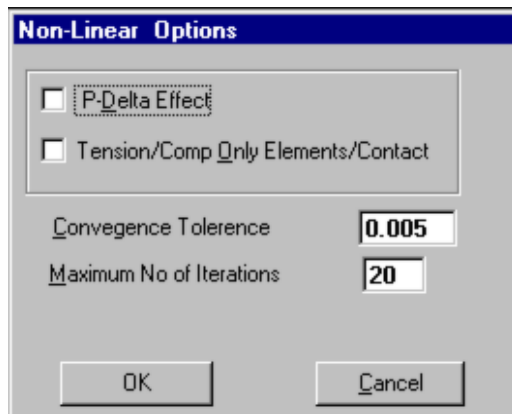 Non-Linear Options
P-Delta Effect
Tension/Comp Only Elements/Contact
Convegence Tolerence 0.005
Maximum No of Iterations 20
OK Cancel